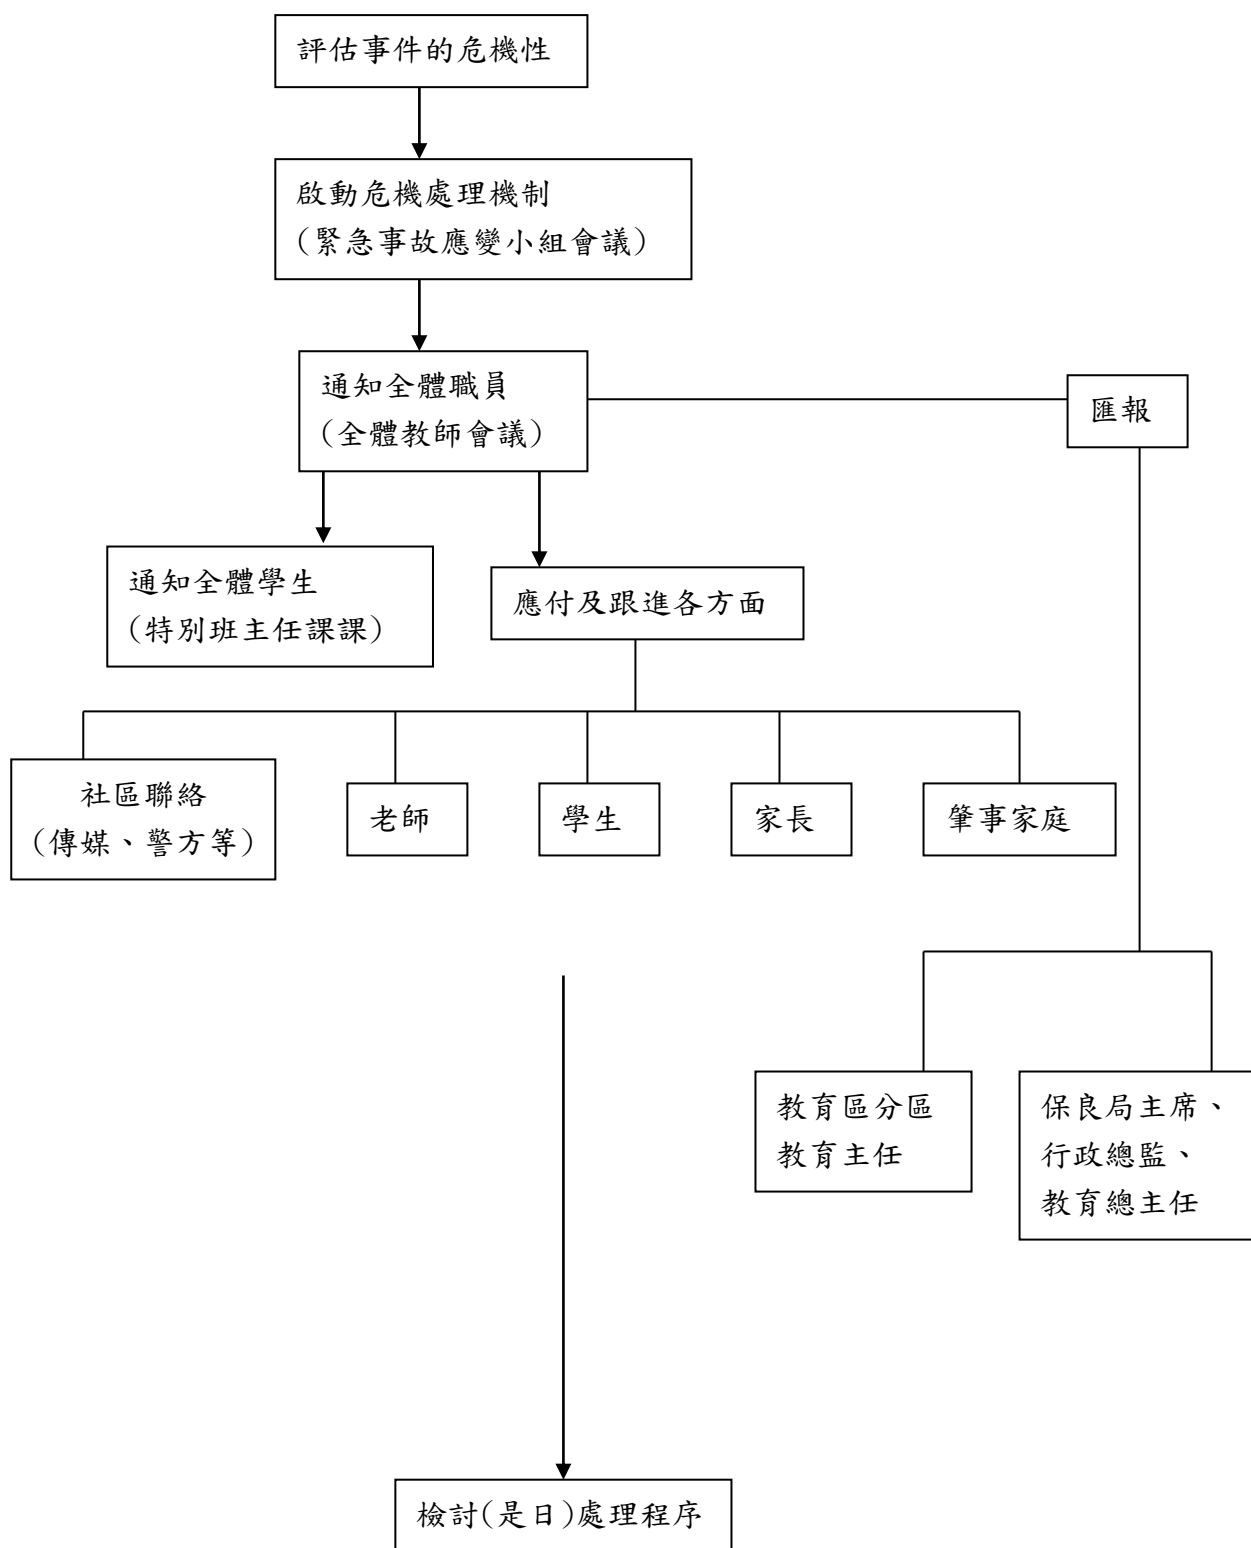 評估事件的危機性
啟動危機處理機制
(緊急事故應變小組會議)
通知全體職員
(全體教師會議)
匯報
通知全體學生
(特別班主任課課)
應付及跟進各方面
社區聯絡
(傳媒、警方等)
老師
學生
家長
肇事家庭
教育區分區
教育主任
保良局主席、
行政總監、
教育總主任
檢討(是日)處理程序